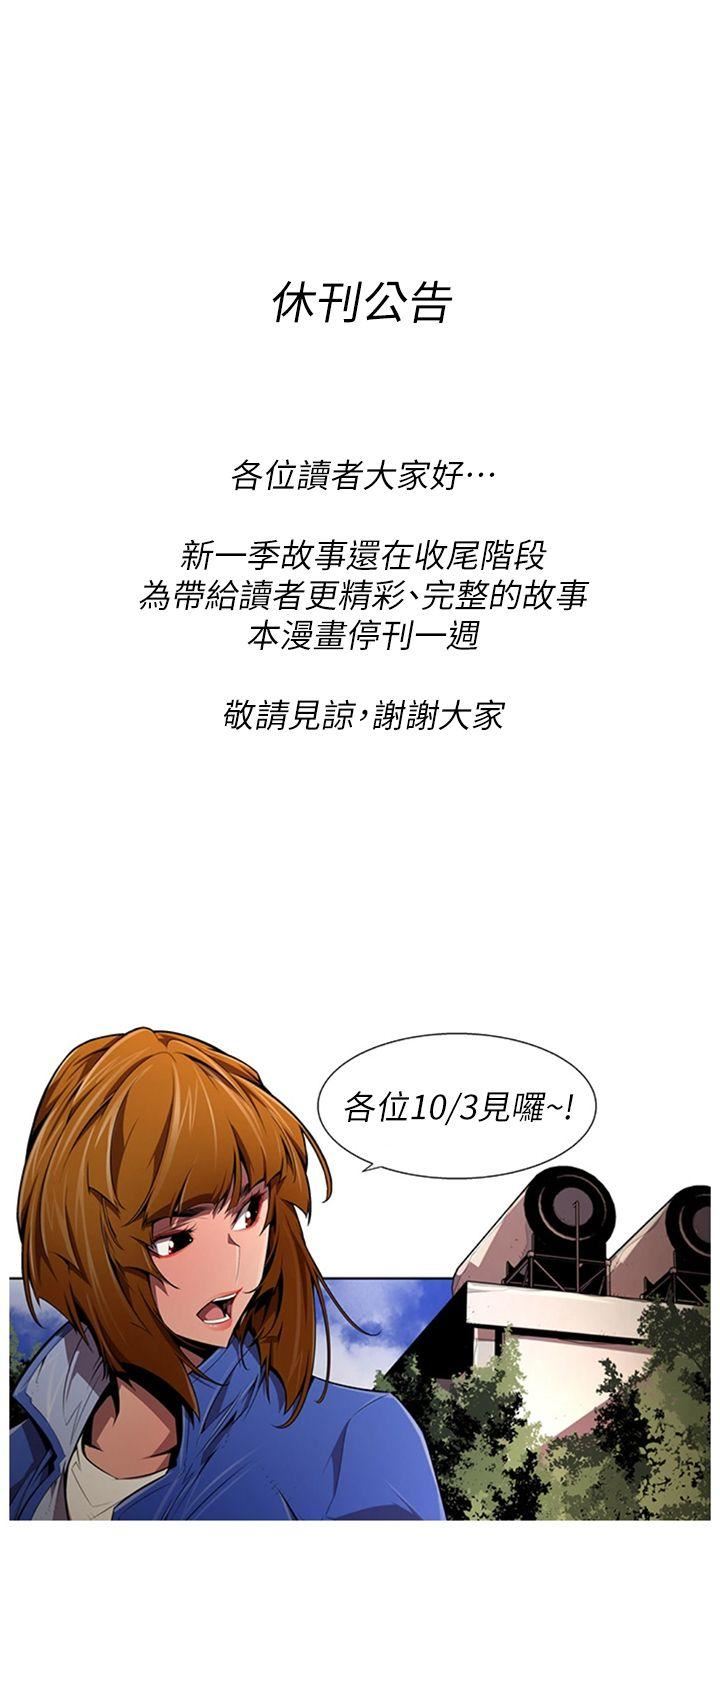 休刊公告
各位讀者大家好…
新一季故事還在收尾階段
為帶給讀者更精彩、完整的故事
本漫畫停刊一週
敬請見諒，謝謝大家
各位10/3見囉~!